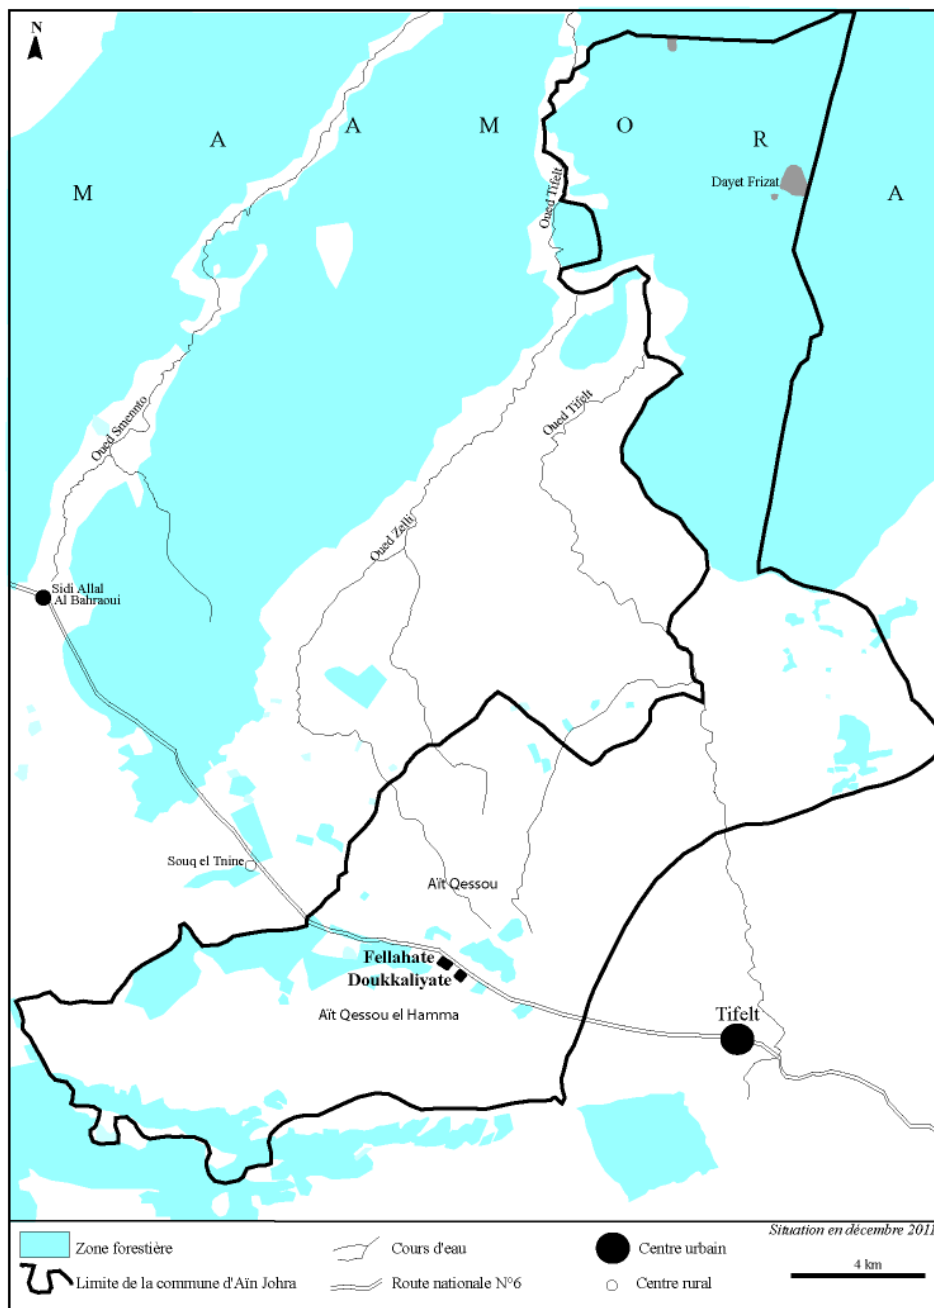 N
M A A M O R A
Dayet Frizat
Oued Tifelt
Oued Tifelt
Oued Smennto
Oued Zelli
Sidi Allal
Al Bahraoui
Souq el Tnine
Aït Qessou
Fellahate
Doukkaliyate
Aït Qessou el Hamma
Tifelt
Situation en décembre 2011
Zone forestière
Cours d'eau
Centre urbain
Limite de la commune d'Aïn Johra
Route nationale N°6
Centre rural
4 km